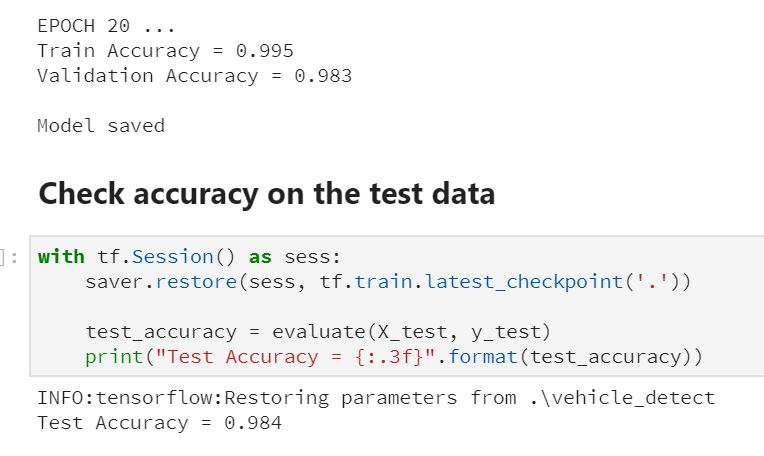 EPOCH 20 ...
Train Accuracy = 0.995
Validation Accuracy = 0.983
Model saved
Check accuracy on the test data
]:
with tf.Session() as sess:
    saver.restore(sess, tf.train.latest_checkpoint('.'))
    test_accuracy = evaluate(X_test, y_test)
    print("Test Accuracy = {:.3f}".format(test_accuracy))
INFO:tensorflow:Restoring parameters from .\vehicle_detect
Test Accuracy = 0.984